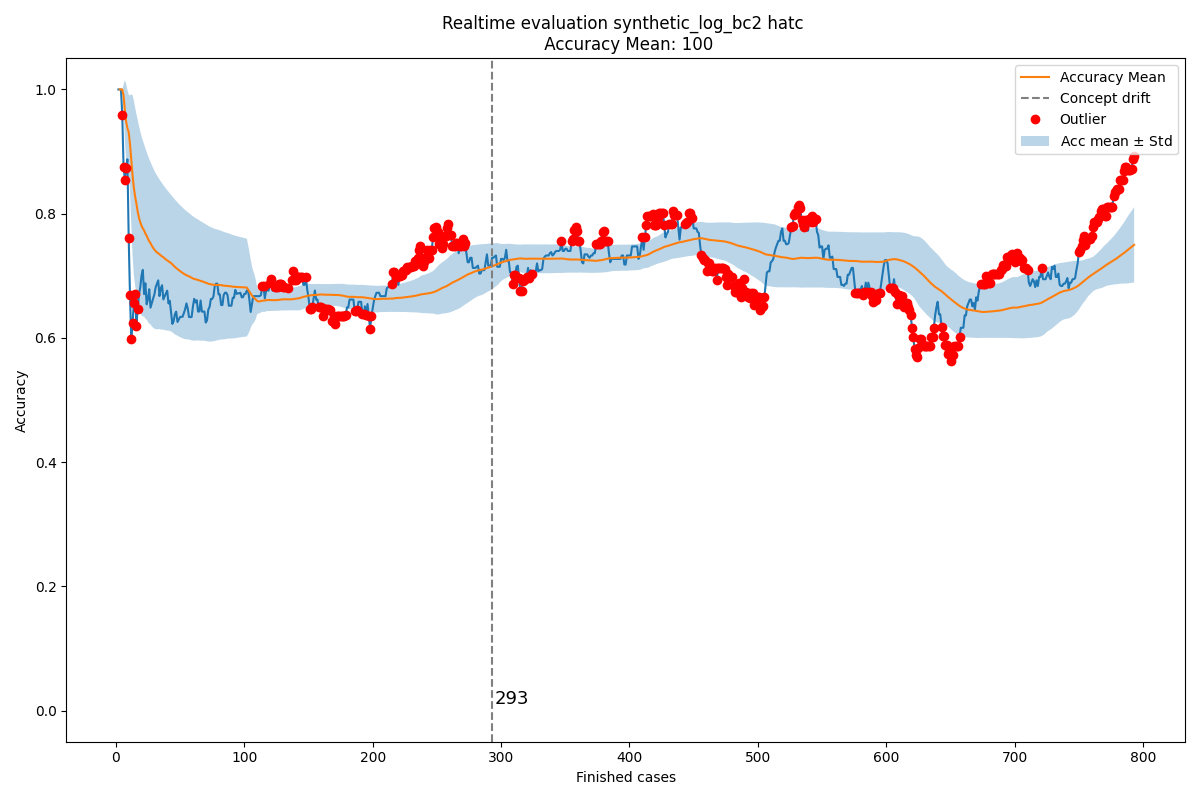 Realtime evaluation synthetic_log_bc2 hatc
Accuracy Mean: 100
Accuracy Mean
Concept drift
Outlier
Acc mean ± Std
1.0
0.8
0.6
0.4
0.2
0.0
Accuracy
293
0
100
200
300
400
500
600
700
800
Finished cases